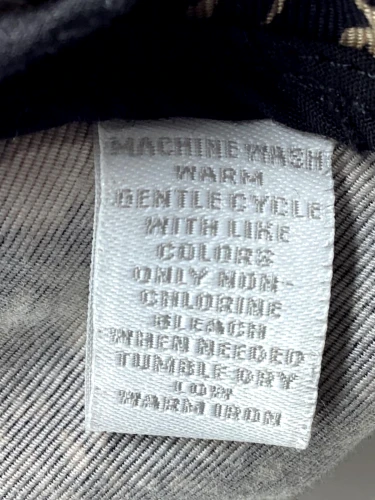 MACHINE WASH
WARM
GENTLE CYCLE
WITH LIKE
COLORS
ONLY NON-
CHLORINE
BLEACH
WHEN NEEDED
TUMBLE DRY
LOW
WARM IRON